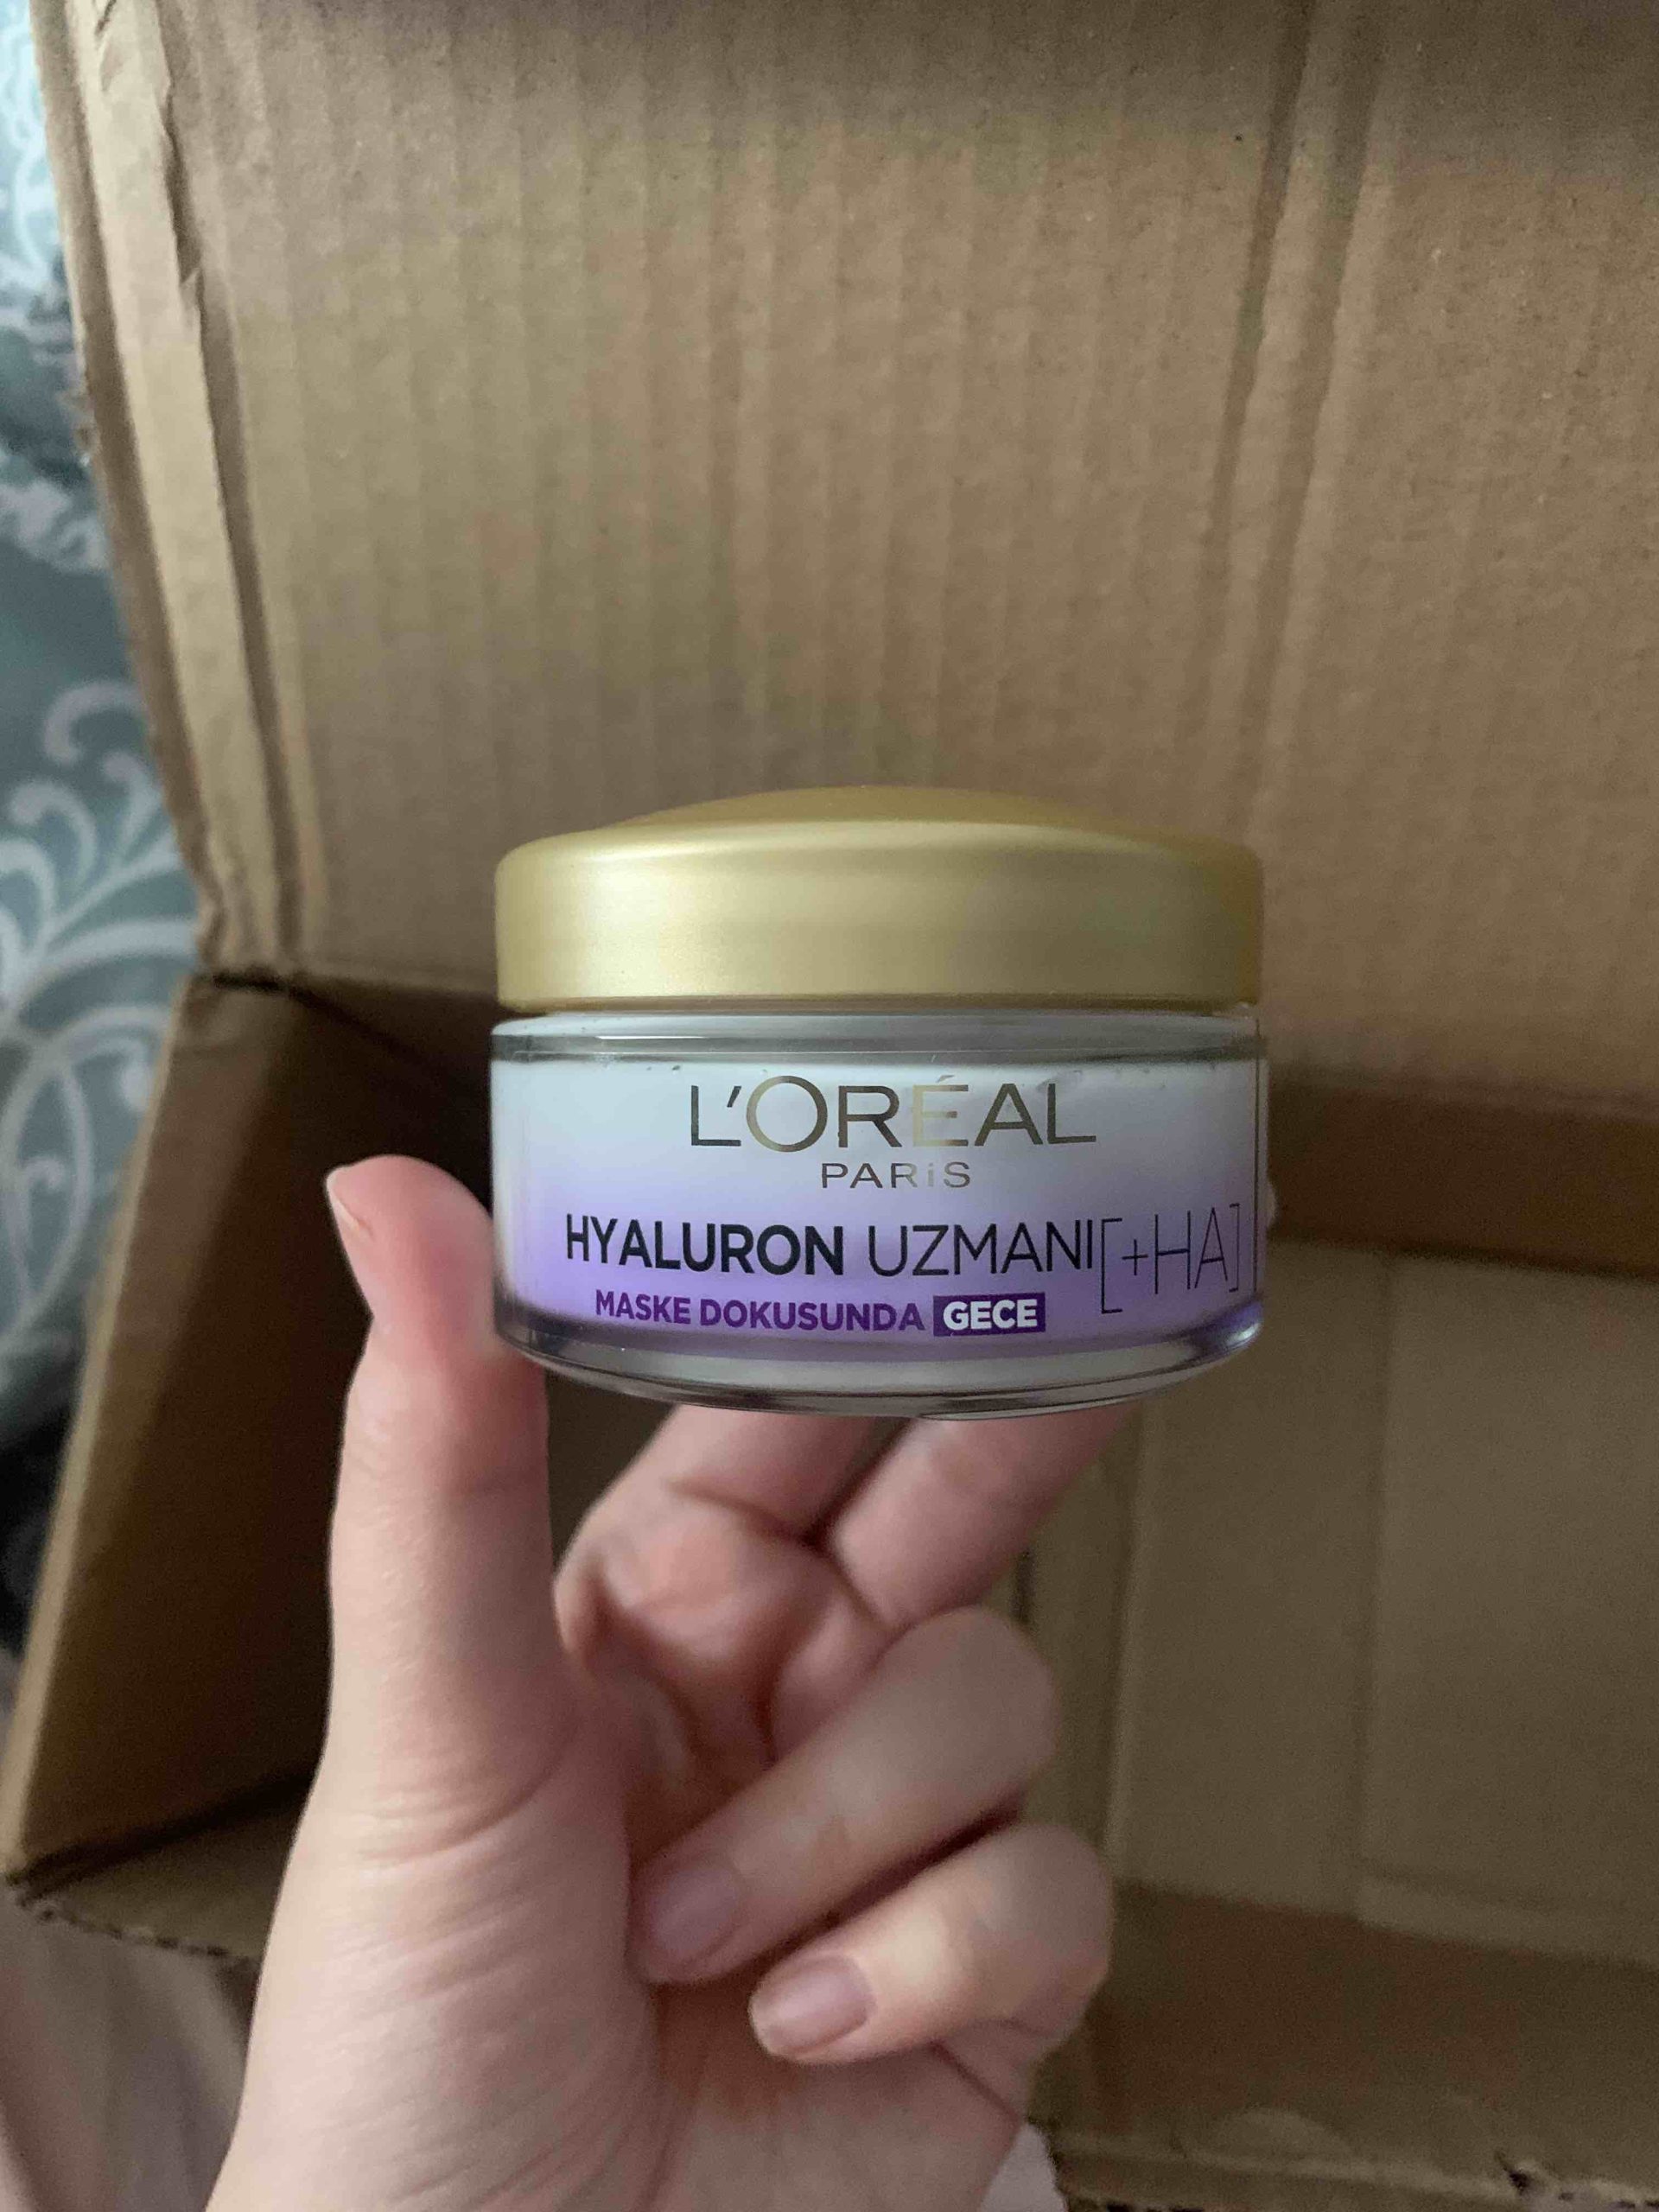 L'ORÉAL
PARiS
HYALURON UZMANI[+HA]
MASKE DOKUSUNDA GECE